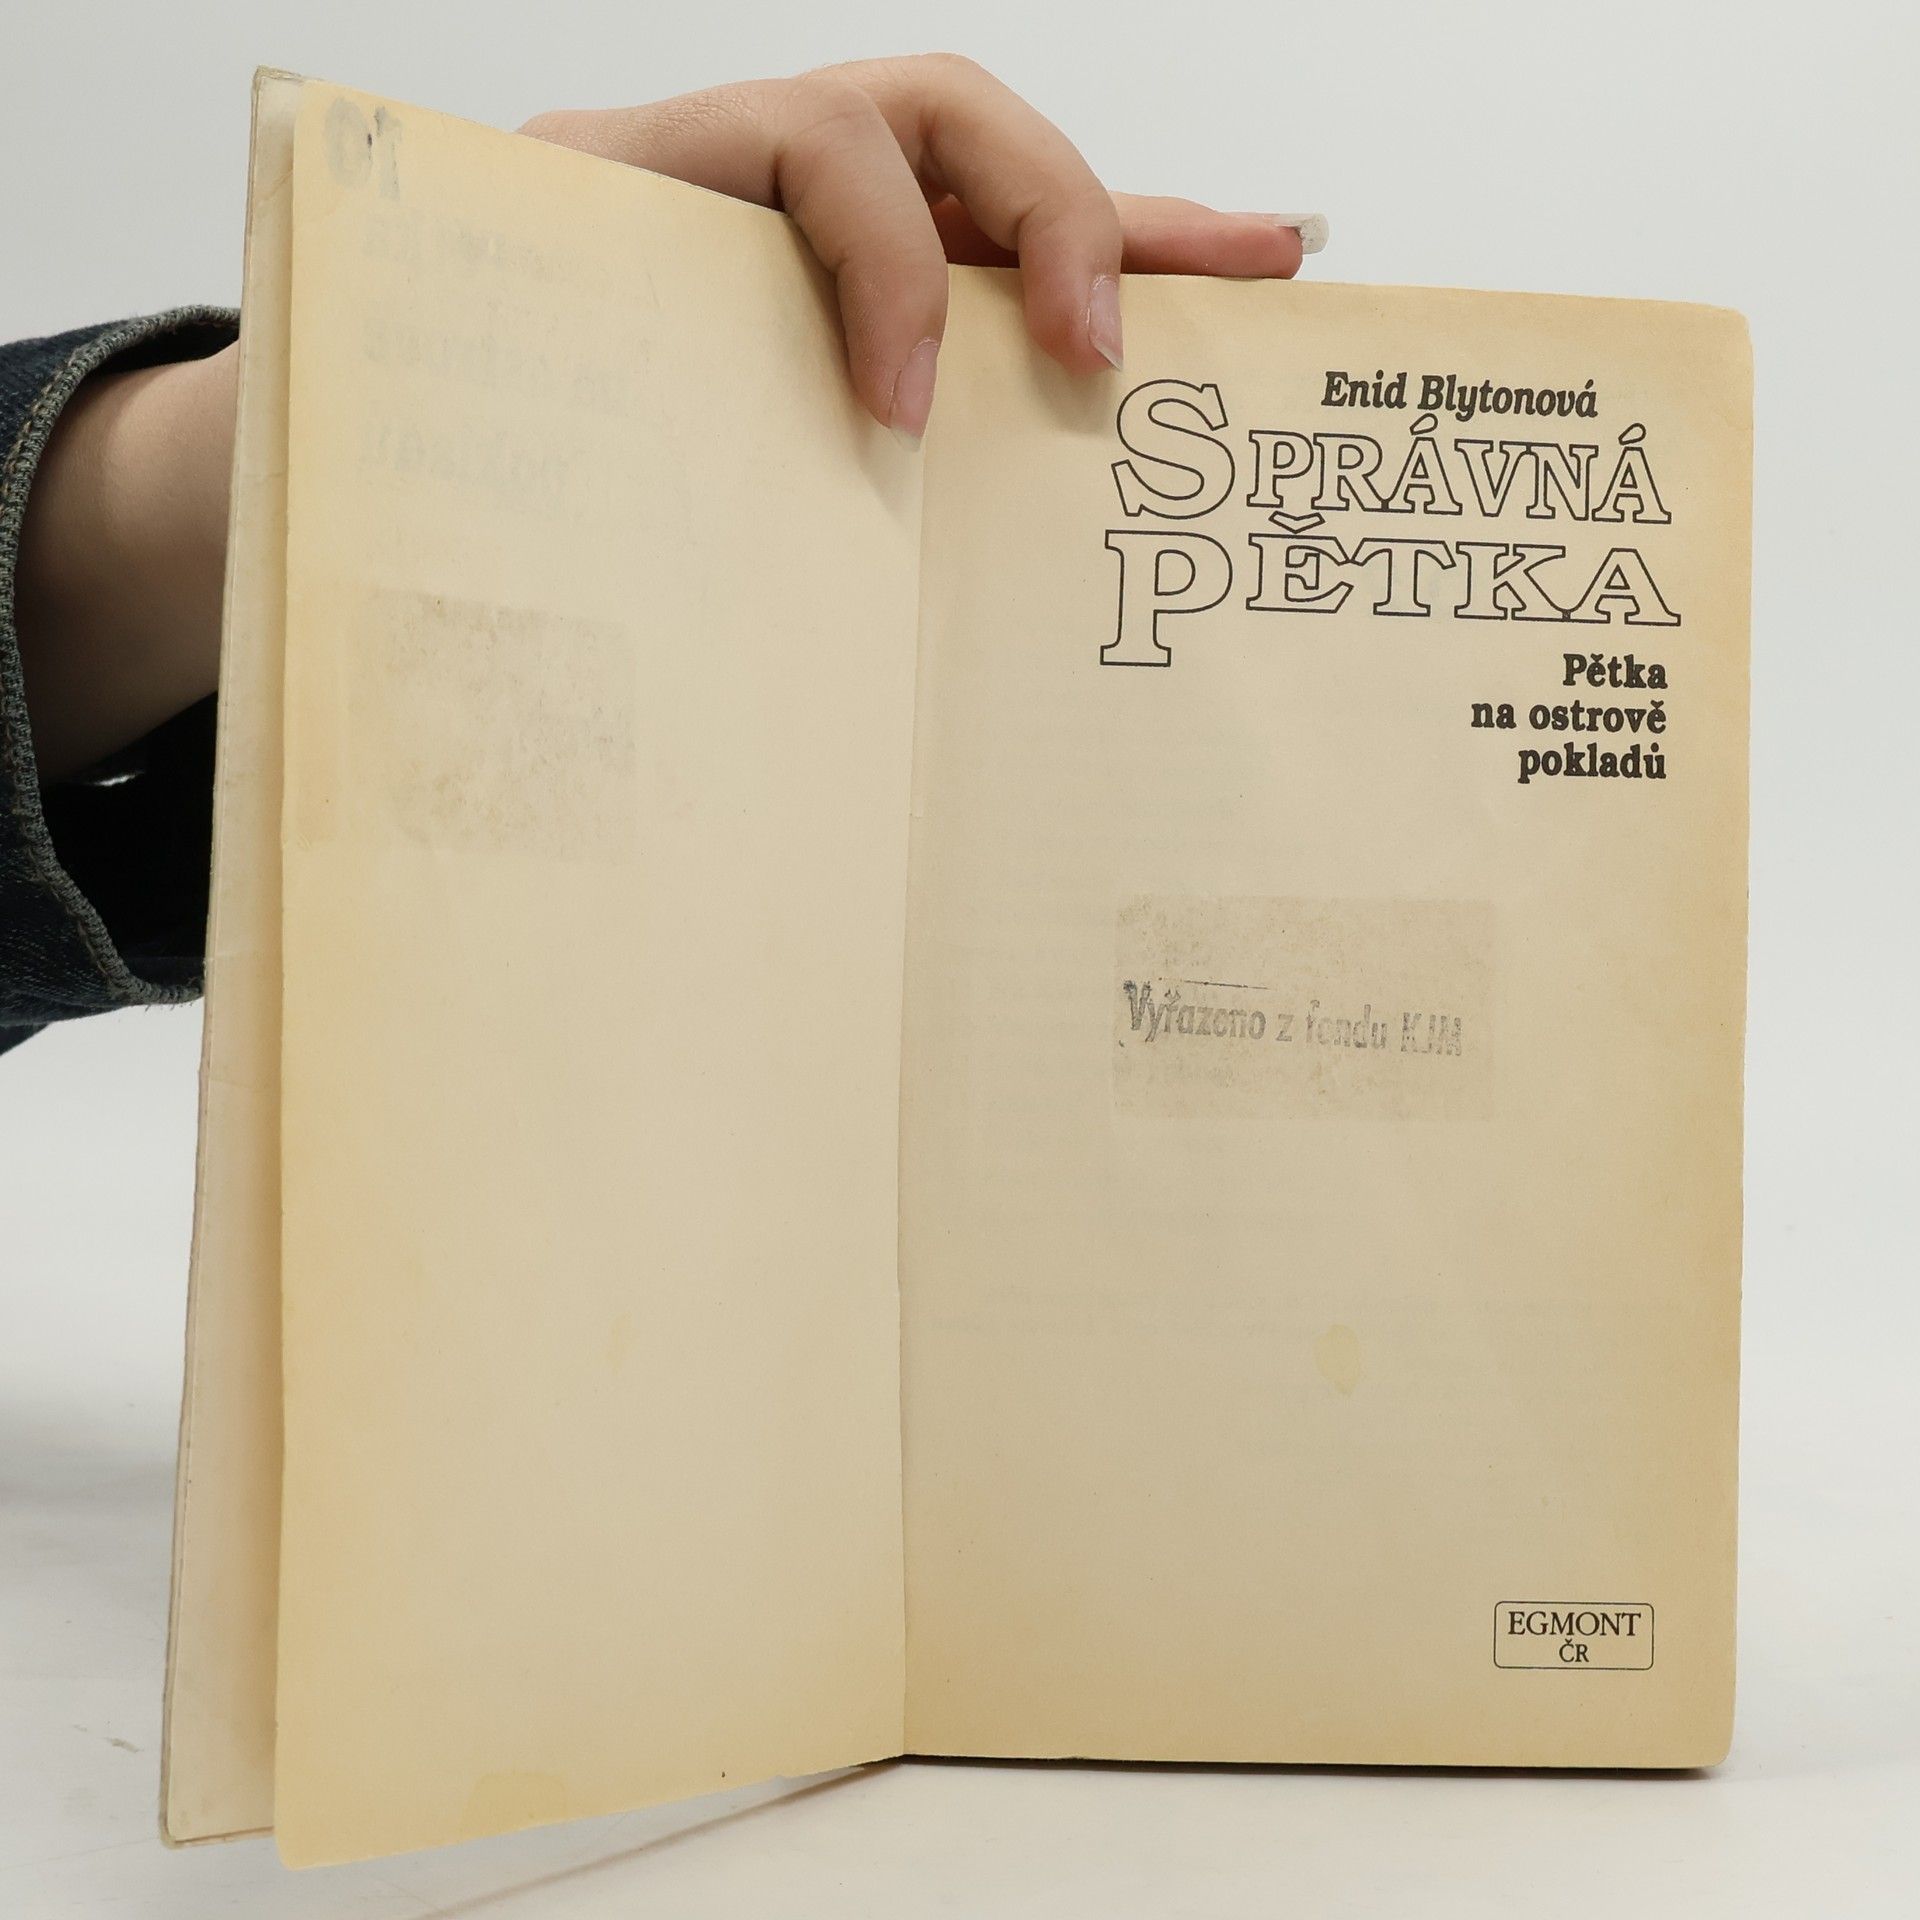 Enid Blytonová
SPRÁVNÁ
PĚTKA
Pětka
na ostrově
pokladů
Vyřazeno z fondu KJM
EGMONT
ČR